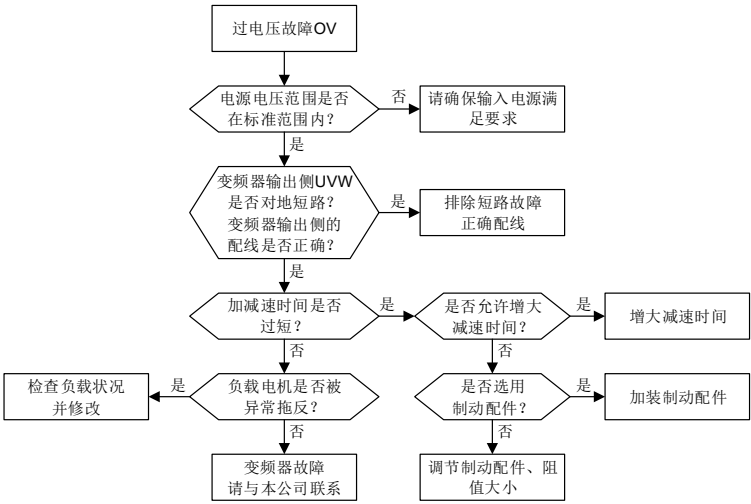 过电压故障OV
电源电压范围是否
在标准范围内？
否
请确保输入电源满
足要求
是
变频器输出侧UVW
是否对地短路？
变频器输出侧的
配线是否正确？
是
排除短路故障
正确配线
是
加减速时间是否
过短？
是
是否允许增大
减速时间？
是
增大减速时间
否
否
检查负载状况
并修改
是
负载电机是否被
异常拖反？
是否选用
制动配件？
是
加装制动配件
否
否
变频器故障
请与本公司联系
调节制动配件、阻
值大小